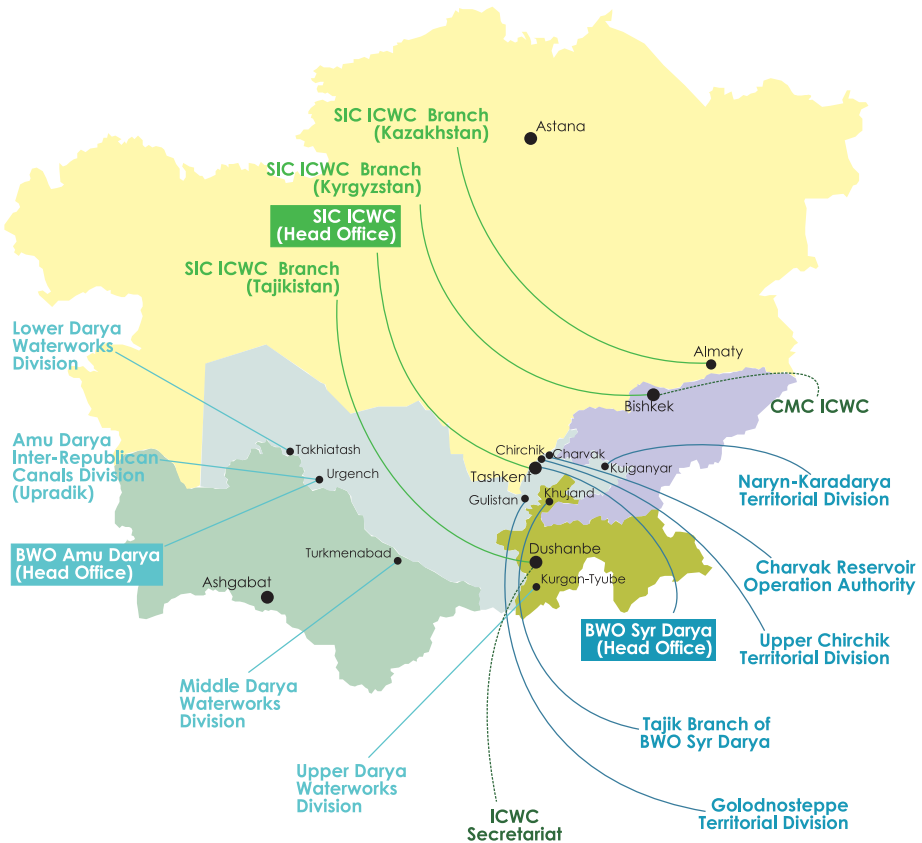 SIC ICWC Branch
(Kazakhstan)
Astana
SIC ICWC Branch
(Kyrgyzstan)
SIC ICWC
(Head Office)
SIC ICWC Branch
(Tajikistan)
Lower Darya
Waterworks
Division
Almaty
Bishkek
CMC ICWC
Amu Darya
Inter-Republican
Canals Division
(Upradik)
Takhiatash
Urgench
Chirchik
Charvak
Tashkent
Kuiganyar
Gulistan
Khujand
Naryn-Karadarya
Territorial Division
BWO Amu Darya
(Head Office)
Turkmenabad
Dushanbe
Kurgan-Tyube
Ashgabat
Charvak Reservoir
Operation Authority
BWO Syr Darya
(Head Office)
Upper Chirchik
Territorial Division
Middle Darya
Waterworks
Division
Tajik Branch of
BWO Syr Darya
Upper Darya
Waterworks
Division
ICWC
Secretariat
Golodnosteppe
Territorial Division